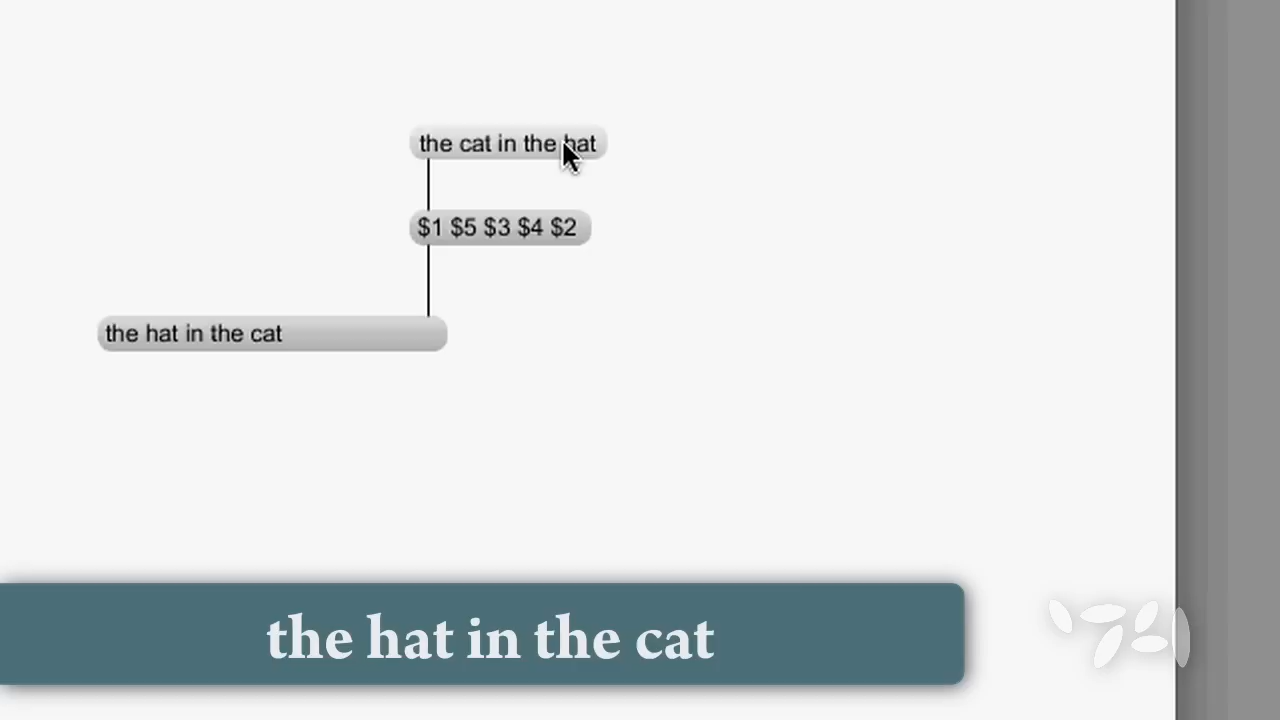 the cat in the hat
$1 $5 $3 $4 $2
the hat in the cat
the hat in the cat